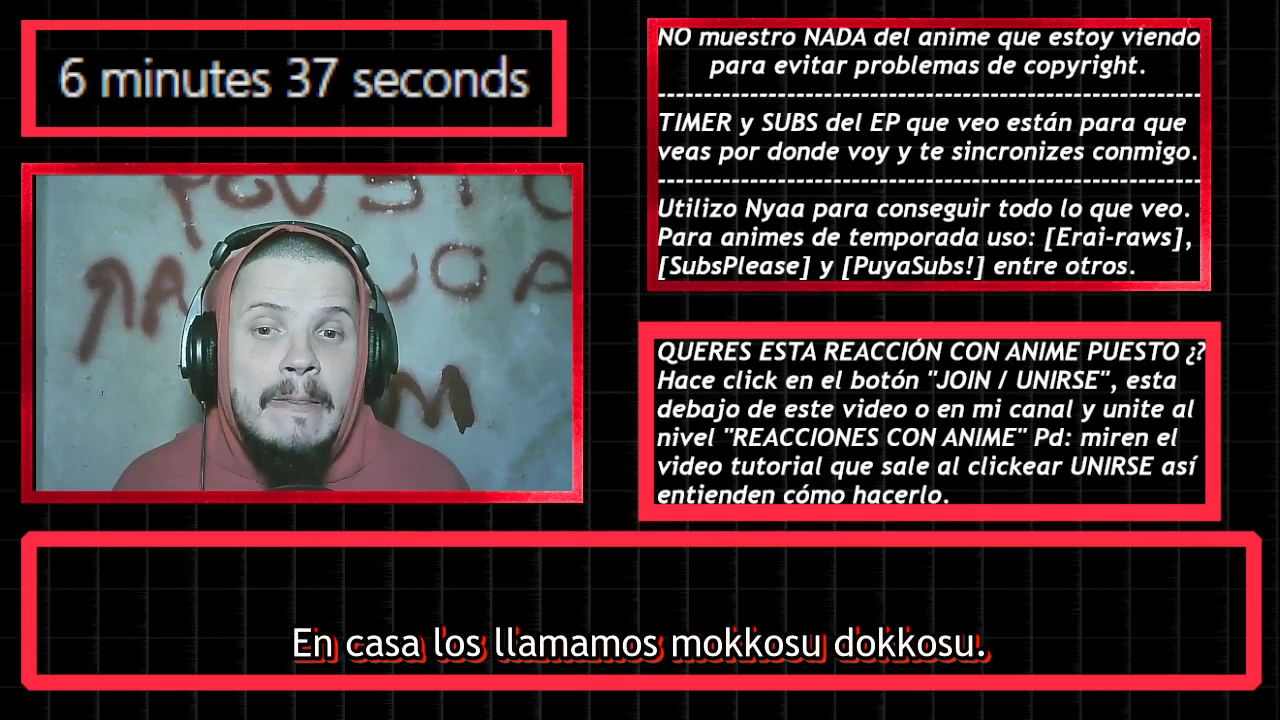 6 minutes 37 seconds
NO muestro NADA del anime que estoy viendo
para evitar problemas de copyright.
-----------------------------------------------------------
TIMER y SUBS del EP que veo están para que
veas por donde voy y te sincronizes conmigo.
-----------------------------------------------------------
Utilizo Nyaa para conseguir todo lo que veo.
Para animes de temporada uso: [Erai-raws],
[SubsPlease] y [PuyaSubs!] entre otros.
QUERES ESTA REACCIÓN CON ANIME PUESTO ¿?
Hace click en el botón "JOIN / UNIRSE", esta
debajo de este video o en mi canal y unite al
nivel "REACCIONES CON ANIME" Pd: miren el
video tutorial que sale al clickear UNIRSE así
entienden cómo hacerlo.
En casa los llamamos mokkosu dokkosu.